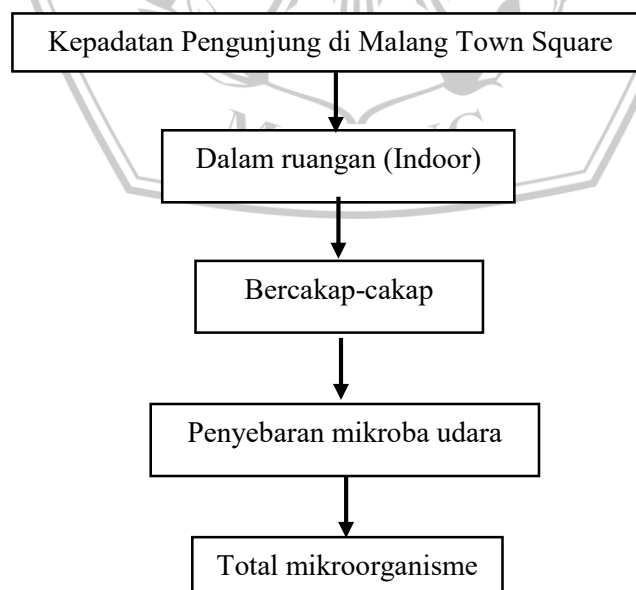 Kepadatan Pengunjung di Malang Town Square
Dalam ruangan (Indoor)
Bercakap-cakap
Penyebaran mikroba udara
Total mikroorganisme